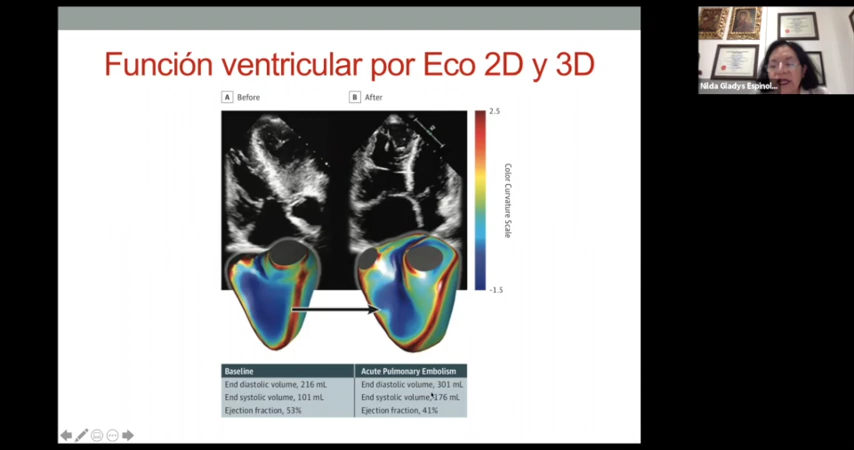 Función ventricular por Eco 2D y 3D
A Before
B After
2.5
Color Curvature Scale
-1.5
Baseline
End diastolic volume, 216 mL
End systolic volume, 101 mL
Ejection fraction, 53%
Acute Pulmonary Embolism
End diastolic volume, 301 mL
End systolic volume, 176 mL
Ejection fraction, 41%
Nilda Gladys Espinol...